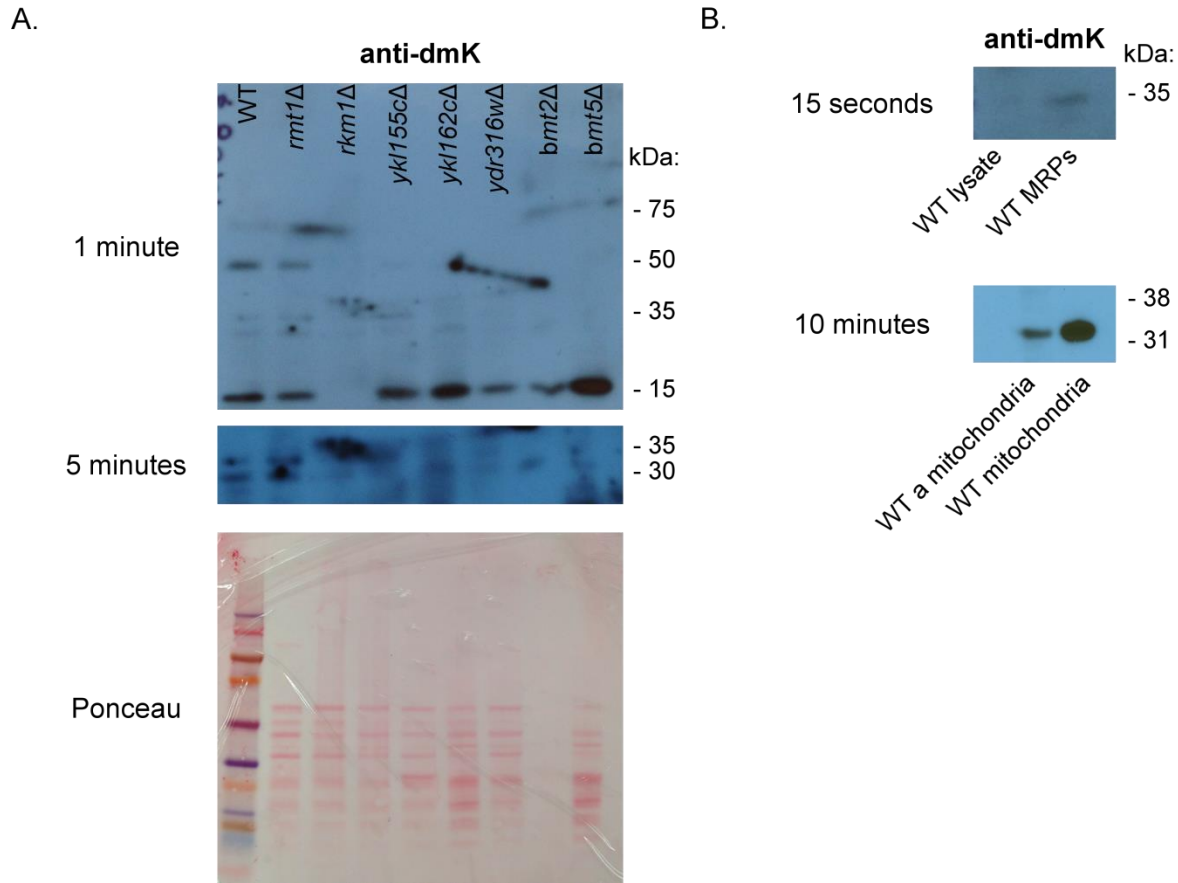 A.
anti-dmK
WT
rmt1Δ
rkm1Δ
ykl155cΔ
ykl162cΔ
ydr316wΔ
bmt2Δ
bmt5Δ
kDa:
1 minute
- 75
- 50
- 35
- 15
5 minutes
- 35
- 30
Ponceau
B.
anti-dmK
kDa:
15 seconds
- 35
WT lysate
WT MRPs
10 minutes
- 38
- 31
WT a mitochondria
WT mitochondria